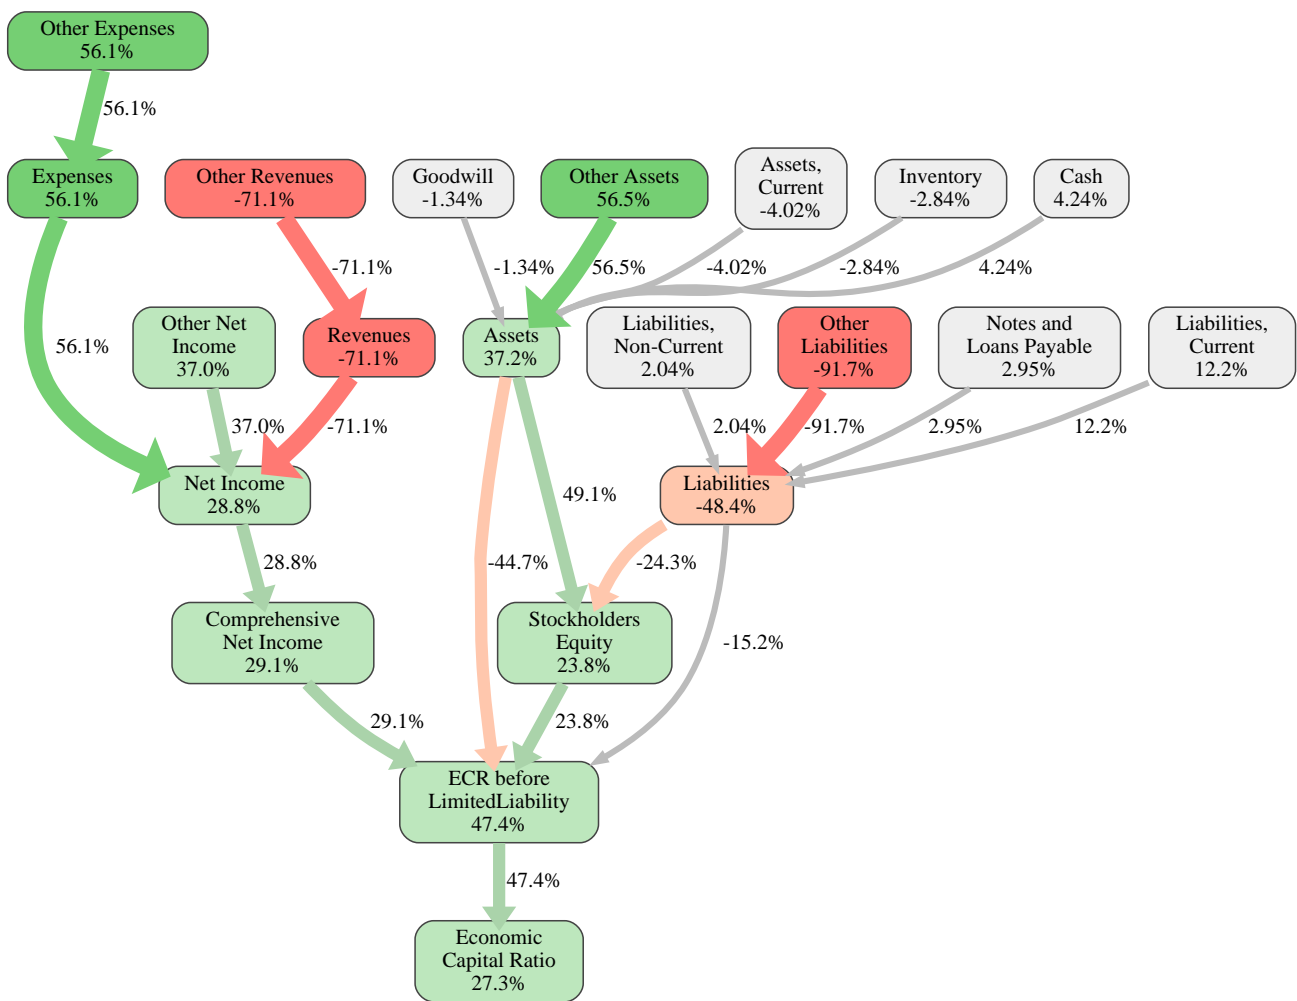 Other Expenses
56.1%
56.1%
Expenses
56.1%
Other Revenues
-71.1%
Goodwill
-1.34%
Other Assets
56.5%
Assets,
Current
-4.02%
Inventory
-2.84%
Cash
4.24%
-71.1%
-1.34%
56.5%
-4.02%
-2.84%
4.24%
56.1%
Other Net
Income
37.0%
Revenues
-71.1%
Assets
37.2%
Liabilities,
Non-Current
2.04%
Other
Liabilities
-91.7%
Notes and
Loans Payable
2.95%
Liabilities,
Current
12.2%
37.0%
-71.1%
2.04%
-91.7%
2.95%
12.2%
Net Income
28.8%
49.1%
Liabilities
-48.4%
28.8%
-44.7%
-24.3%
Comprehensive
Net Income
29.1%
Stockholders
Equity
23.8%
-15.2%
29.1%
23.8%
ECR before
LimitedLiability
47.4%
47.4%
Economic
Capital Ratio
27.3%